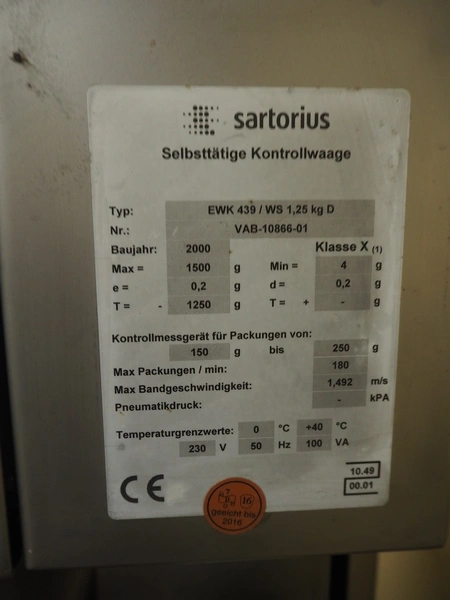 sartorius
Selbsttätige Kontrollwaage
Typ: EWK 439 / WS 1,25 kg D
Nr.: VAB-10866-01
Baujahr: 2000 Klasse X (1)
Max = 1500 g Min = 4 g
e = 0,2 g d = 0,2 g
T = - 1250 g T = + - g
Kontrollmessgerät für Packungen von:
150 g bis 250 g
Max Packungen / min: 180
Max Bandgeschwindigkeit: 1,492 m/s
Pneumatikdruck: - kPA
Temperaturgrenzwerte: 0 °C +40 °C
230 V 50 Hz 100 VA
CE
10.49
00.01
16
geeicht bis
2016